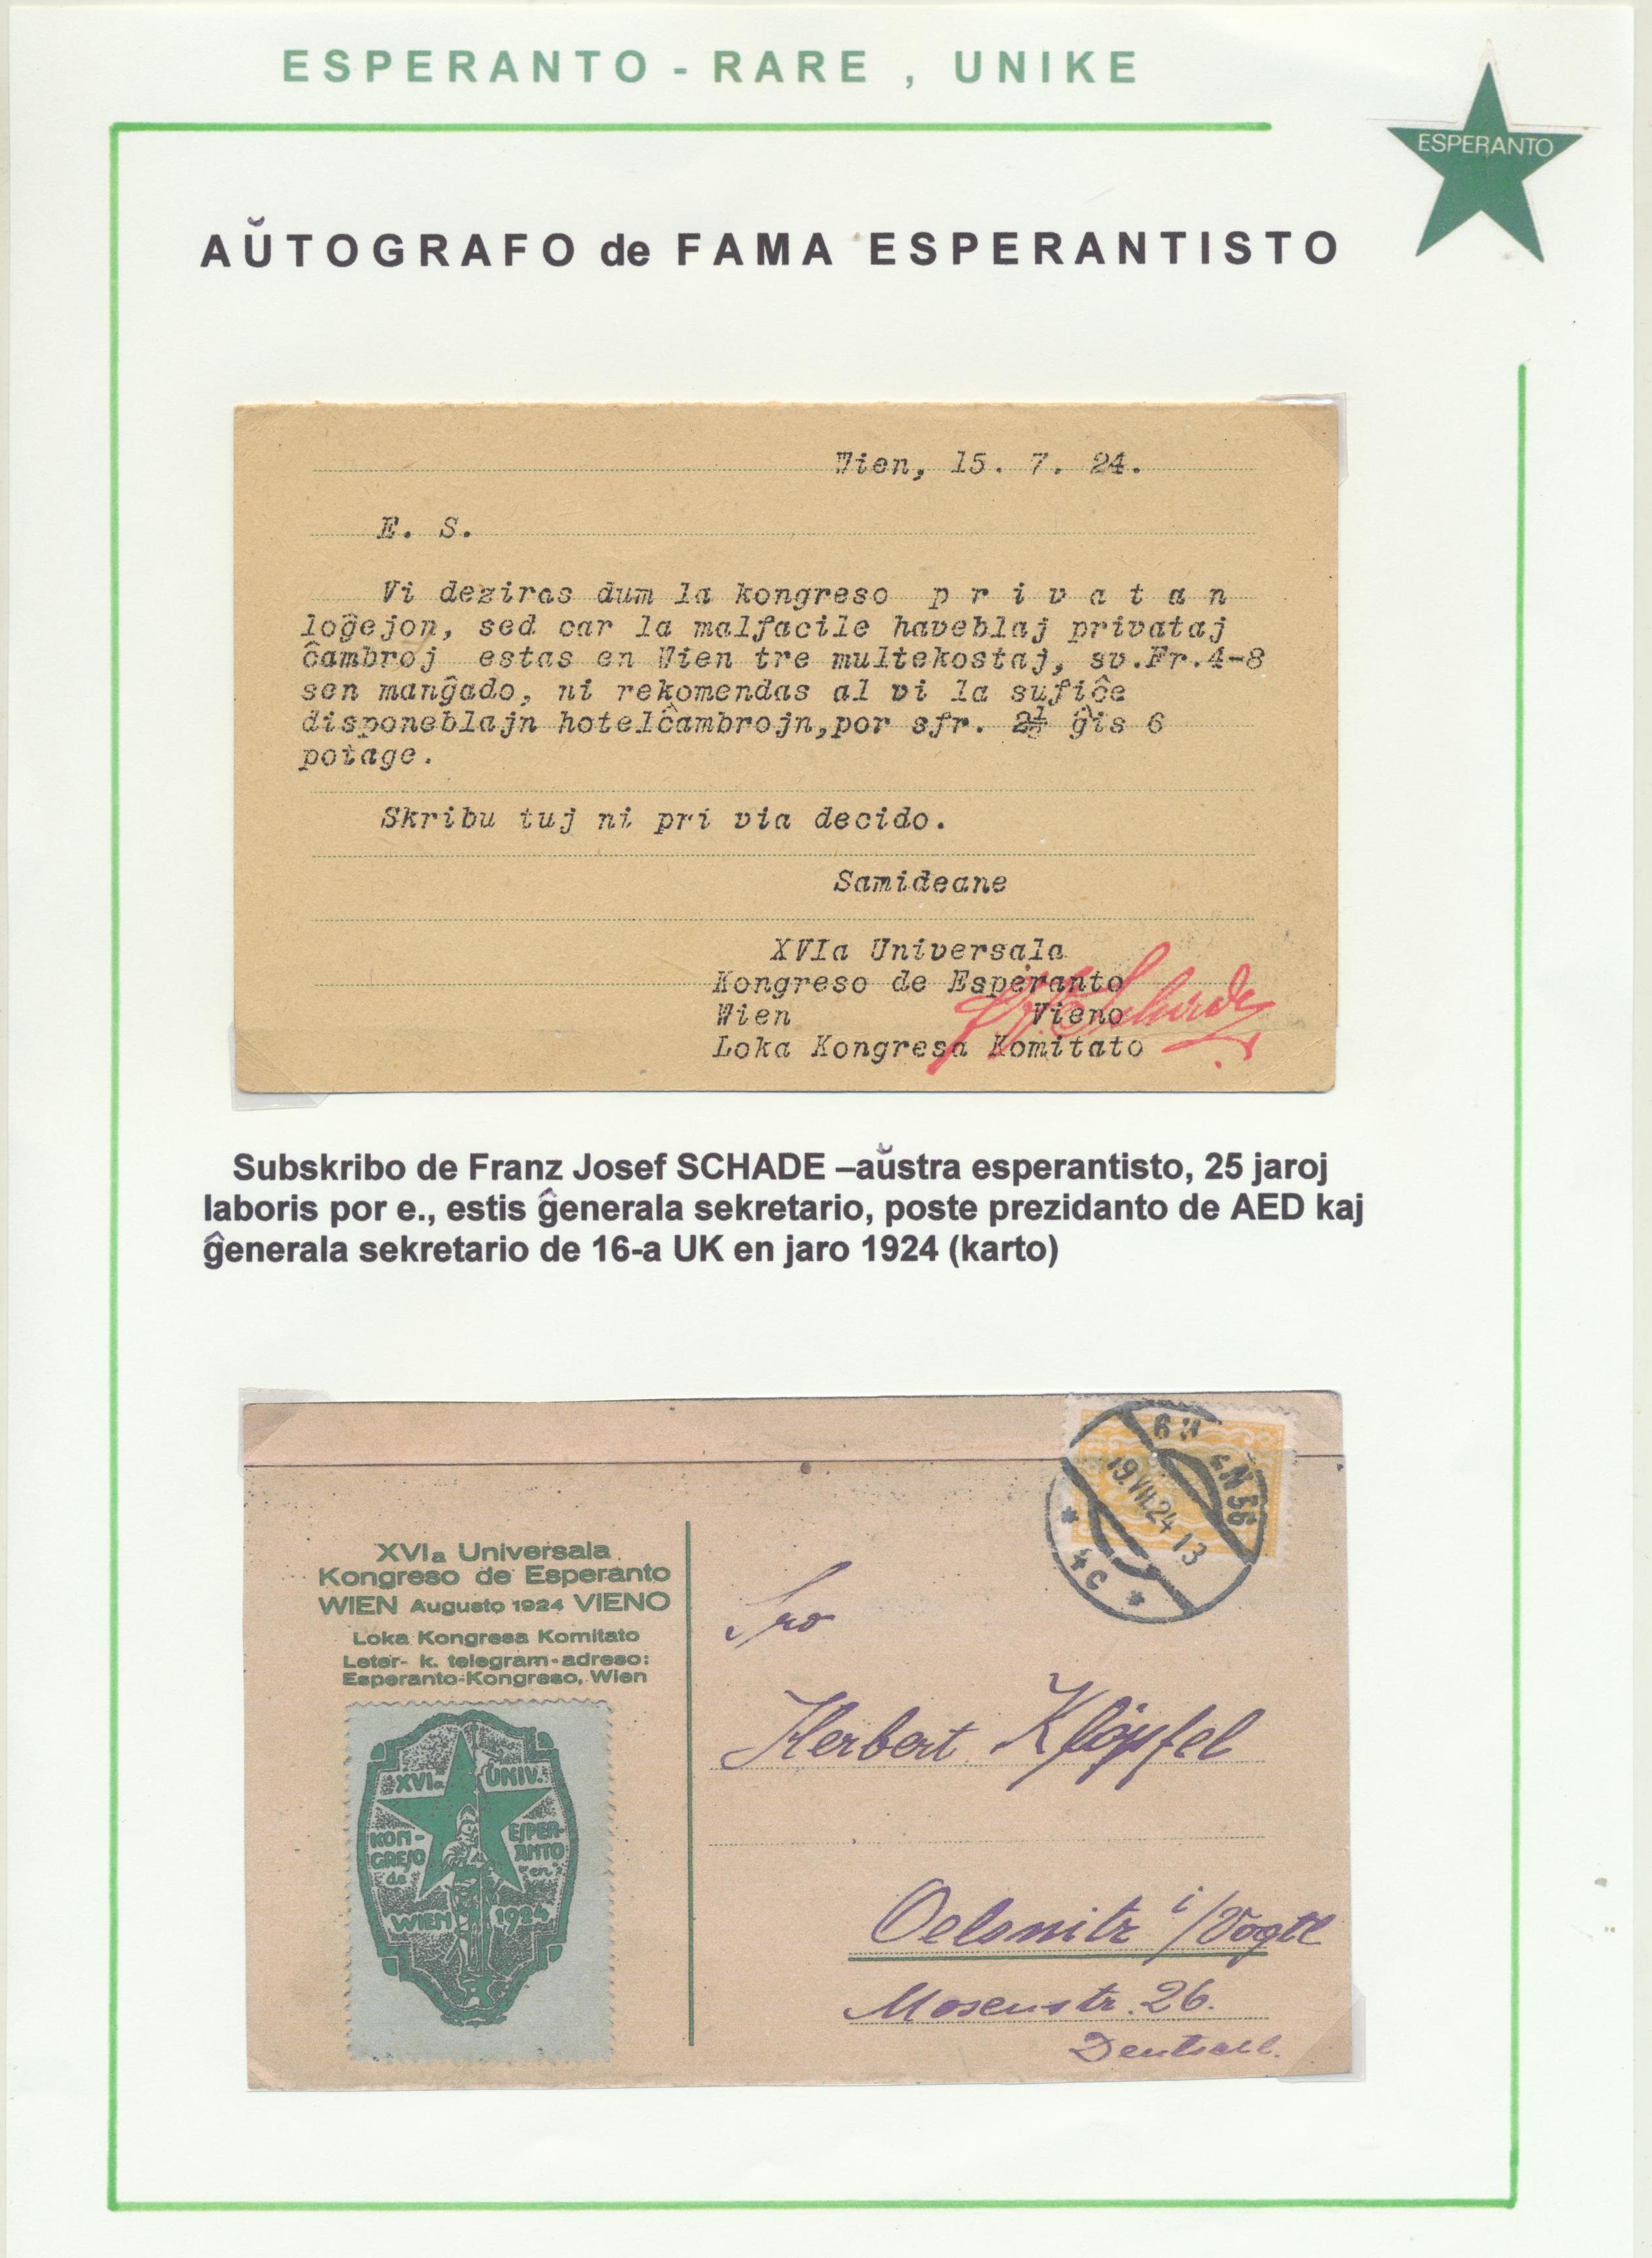 ESPERANTO - RARE , UNIKE
ESPERANTO
AŬTOGRAFO de FAMA ESPERANTISTO
Wien, 15. 7. 24.
E. S.
Vi deziras dum la kongreso p r i v a t a n
loĝejon, sed car la malfacile haveblaj privataj
ĉambroj estas en Wien tre multekostaj, sv.Fr.4-8
sen manĝado, ni rekomendas al vi la sufiĉe
disponeblajn hotelĉambrojn,por sfr. 2½ ĝis 6
potage.
Skribu tuj ni pri via decido.
Samideane
XVIa Universala
Kongreso de Esperanto
Wien Vieno
Loka Kongresa Komitato
Schade
Subskribo de Franz Josef SCHADE –aŭstra esperantisto, 25 jaroj
laboris por e., estis ĝenerala sekretario, poste prezidanto de AED kaj
ĝenerala sekretario de 16-a UK en jaro 1924 (karto)
19.VII.24 13
* 4c *
XVIa Universala
Kongreso de Esperanto
WIEN Augusto 1924 VIENO
Loka Kongresa Komitato
Leter- k. telegram-adreso:
Esperanto-Kongreso, Wien
XVIa UNIV.
KON-
GRESO
de
ESPER-
ANTO
en
WIEN 1924
Sro
Herbert Klöpfel
Oelsnitz i/Vogtl
Mosenstr. 26.
Deutschl.